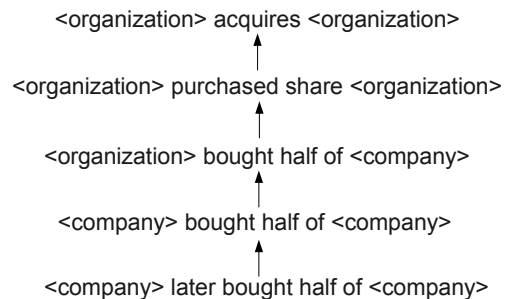 <organization> acquires <organization>
<organization> purchased share <organization>
<organization> bought half of <company>
<company> bought half of <company>
<company> later bought half of <company>